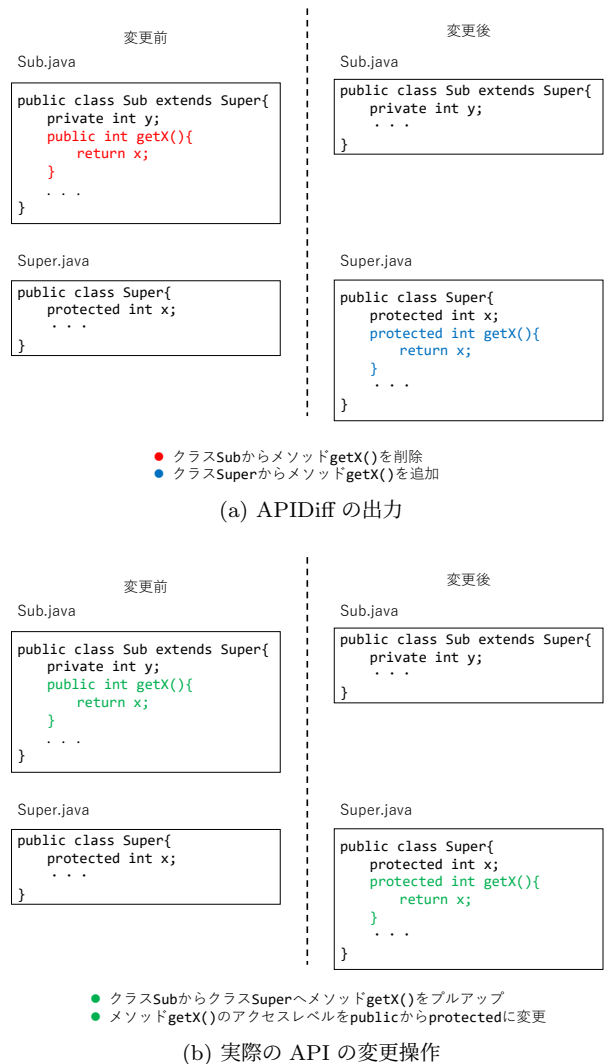 変更前
Sub.java
public class Sub extends Super{
private int y;
public int getX(){
return x;
}
. . .
}
Super.java
public class Super{
protected int x;
. . .
}
変更後
Sub.java
public class Sub extends Super{
private int y;
. . .
}
Super.java
public class Super{
protected int x;
protected int getX(){
return x;
}
. . .
}
● クラスSubからメソッドgetX()を削除
● クラスSuperからメソッドgetX()を追加
(a) APIDiff の出力
変更前
Sub.java
public class Sub extends Super{
private int y;
public int getX(){
return x;
}
. . .
}
Super.java
public class Super{
protected int x;
. . .
}
変更後
Sub.java
public class Sub extends Super{
private int y;
. . .
}
Super.java
public class Super{
protected int x;
protected int getX(){
return x;
}
. . .
}
● クラスSubからクラスSuperへメソッドgetX()をプルアップ
● メソッドgetX()のアクセスレベルをpublicからprotectedに変更
(b) 実際の API の変更操作